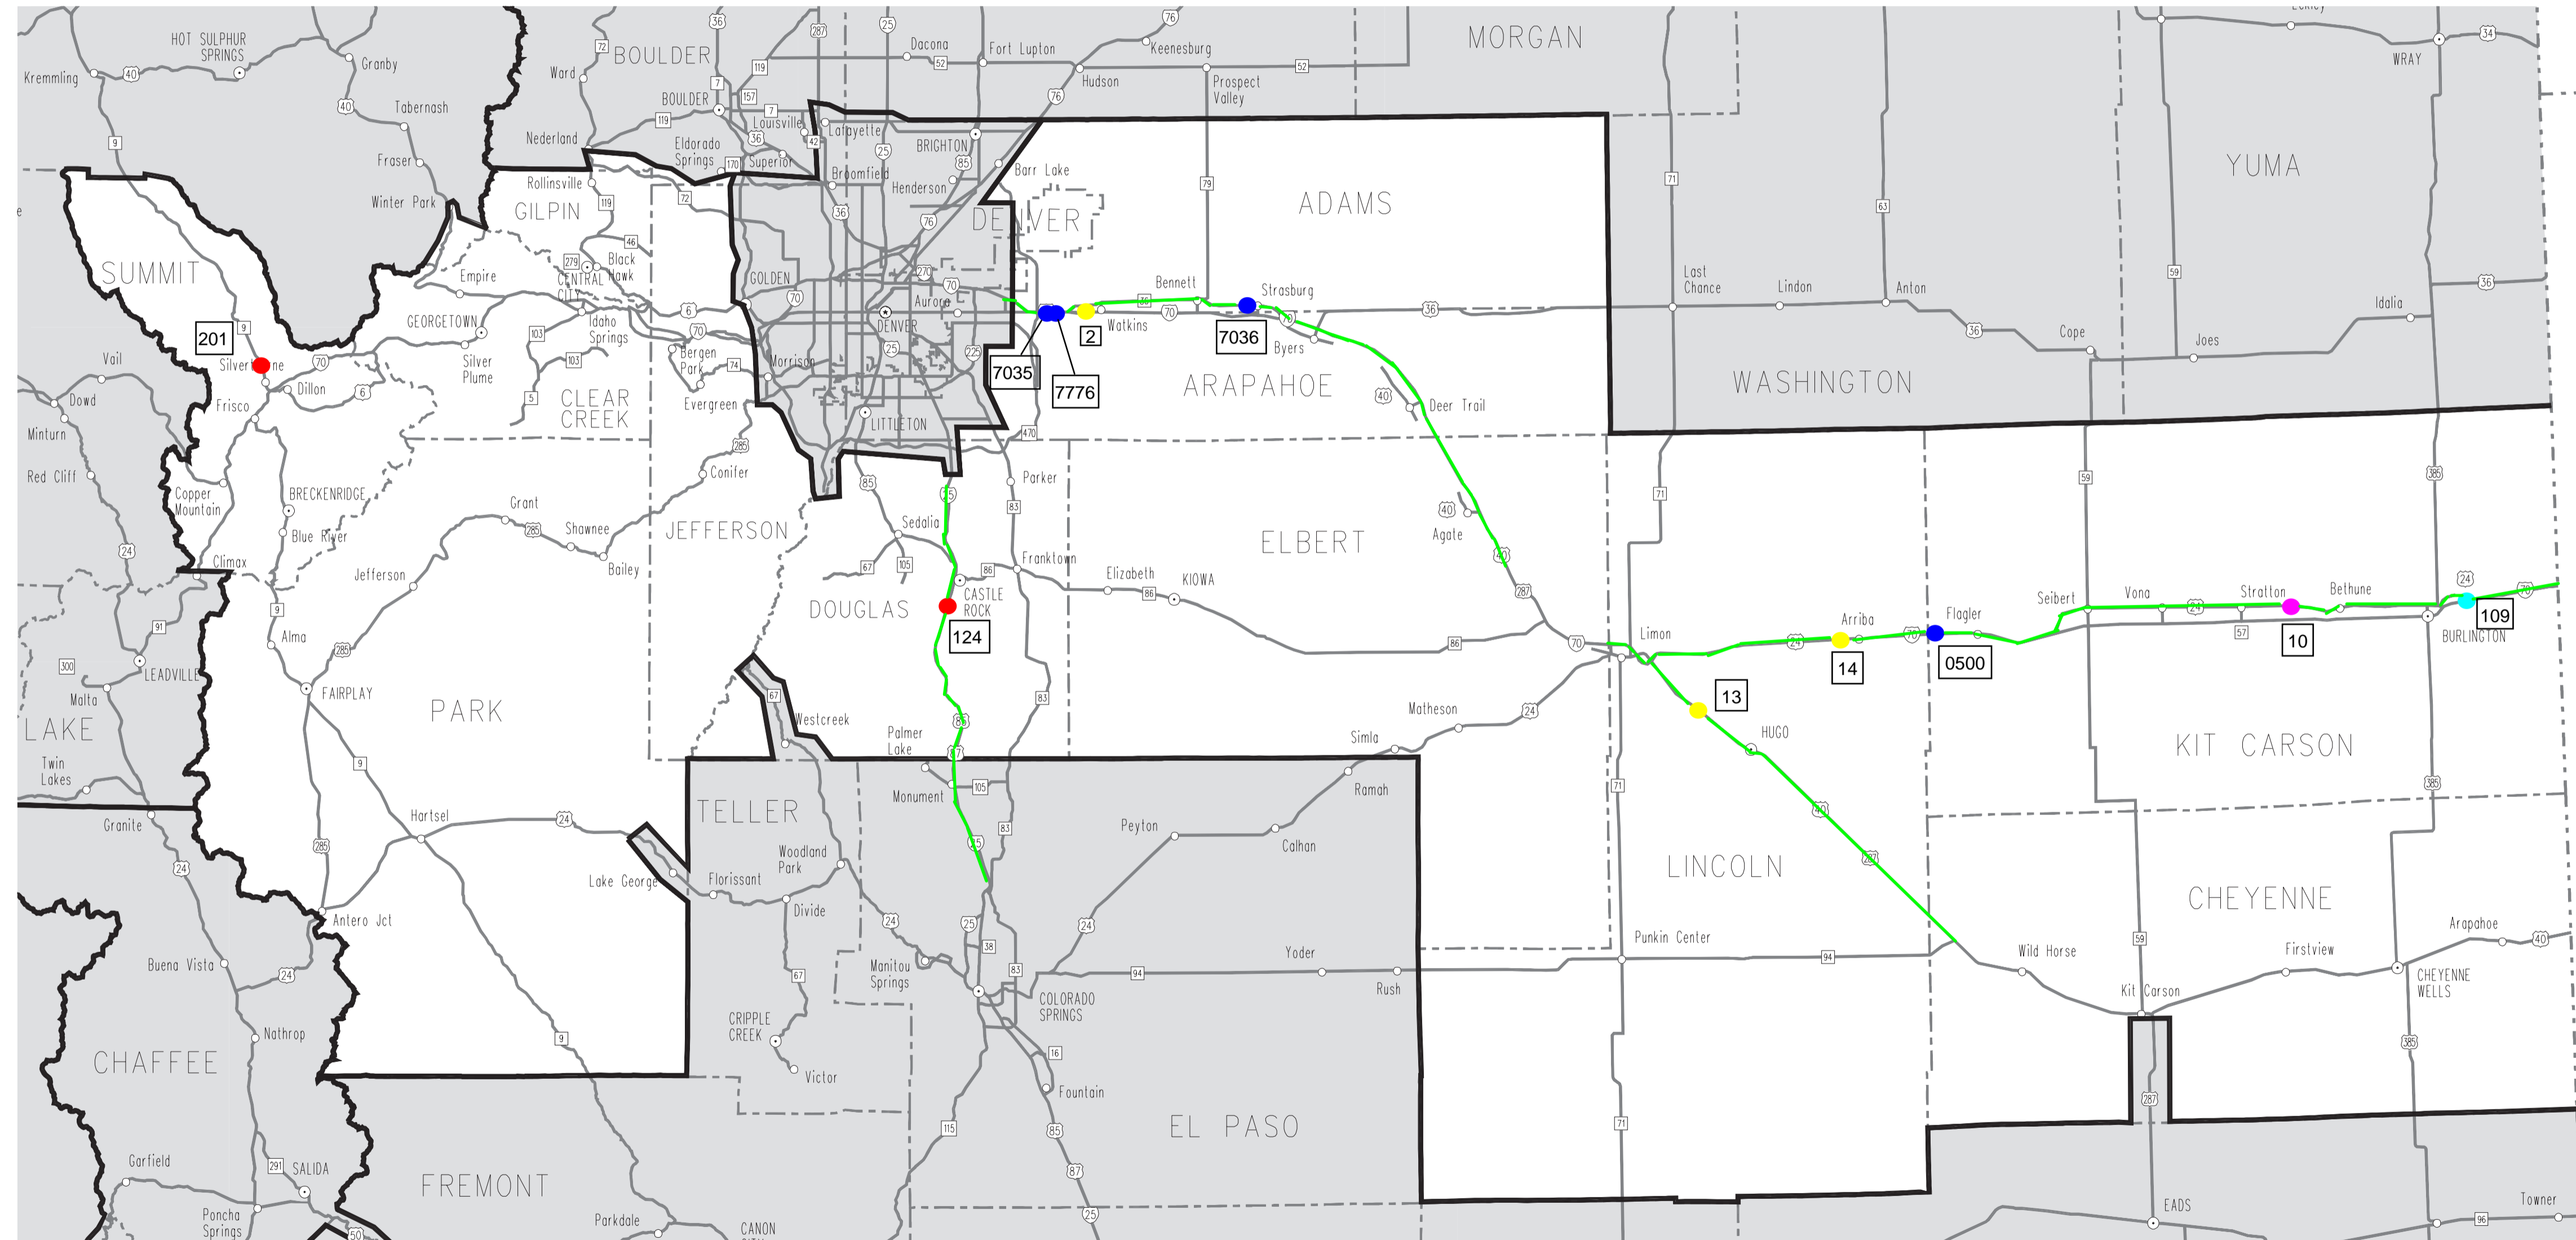 HOT SULPHUR
SPRINGS
Kremmling
Granby
Tabernash
Fraser
Winter Park
BOULDER
Ward
BOULDER
Nederland
Eldorado
Springs
Superior
Louisville
Lafayette
Dacona
Fort Lupton
Keenesburg
Hudson
Prospect
Valley
BRIGHTON
Barr Lake
Henderson
Broomfield
MORGAN
WRAY
YUMA
ADAMS
DENVER
Rollinsville
GILPIN
SUMMIT
Empire
Black
Hawk
CENTRAL
CITY
GEORGETOWN
Idaho
Springs
Silver
Plume
CLEAR
CREEK
Bergen
Park
Evergreen
Morrison
GOLDEN
Aurora
DENVER
LITTLETON
201
Silverthorne
Dillon
Frisco
Vail
Dowd
Minturn
Red Cliff
Copper
Mountain
BRECKENRIDGE
Blue River
Climax
7035
7776
2
Watkins
Bennett
7036
Strasburg
Byers
ARAPAHOE
Deer Trail
Agate
ELBERT
Last
Chance
Lindon
Anton
Cope
Joes
Idalia
WASHINGTON
Conifer
Grant
Shawnee
Bailey
Jefferson
JEFFERSON
Parker
Sedalia
Franktown
CASTLE
ROCK
DOUGLAS
124
Elizabeth
KIOWA
Alma
FAIRPLAY
PARK
LEADVILLE
Malta
LAKE
Twin
Lakes
Granite
Hartsel
Antero Jct
Lake George
Westcreek
Palmer
Lake
Monument
TELLER
Woodland
Park
Florissant
Divide
Matheson
Simla
Ramah
Peyton
Calhan
Limon
13
HUGO
Arriba
14
Flagler
0500
Seibert
Vona
Stratton
10
Bethune
BURLINGTON
109
KIT CARSON
LINCOLN
CHEYENNE
Punkin Center
Wild Horse
Firstview
Arapahoe
CHEYENNE
WELLS
Kit Carson
Yoder
Rush
Manitou
Springs
COLORADO
SPRINGS
CRIPPLE
CREEK
Victor
Fountain
EL PASO
Buena Vista
Nathrop
CHAFFEE
Garfield
SALIDA
Poncha
Springs
FREMONT
Parkdale
CANON
EADS
Towner